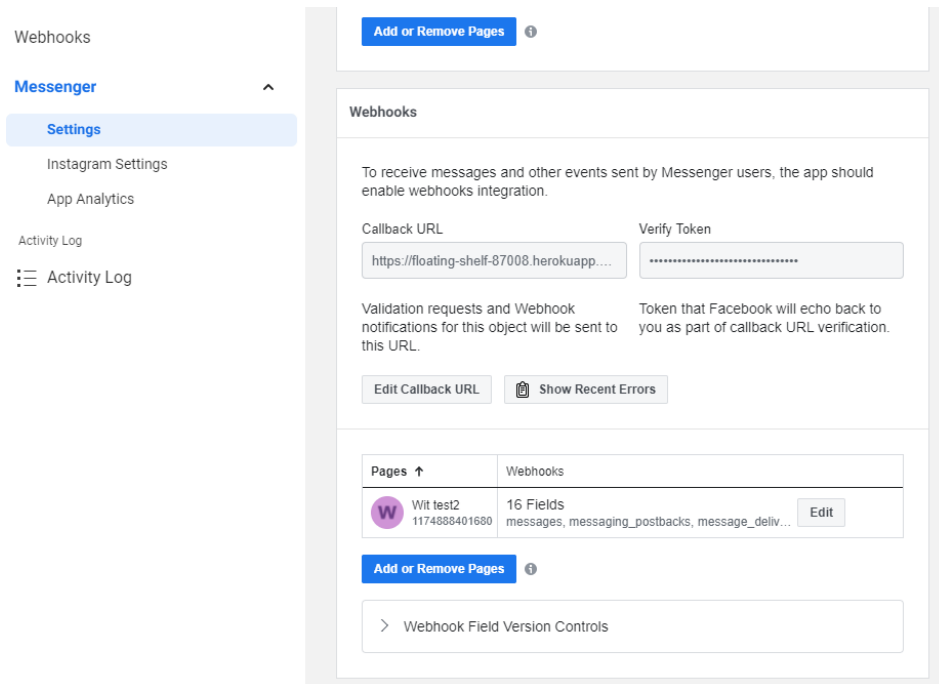 Webhooks
Messenger
Settings
Instagram Settings
App Analytics
Activity Log
Activity Log
Add or Remove Pages
Webhooks
To receive messages and other events sent by Messenger users, the app should
enable webhooks integration.
Callback URL
Verify Token
https://floating-shelf-87008.herokuapp....
••••••••••••••••••••••••••••••••
Validation requests and Webhook
notifications for this object will be sent to
this URL.
Token that Facebook will echo back to
you as part of callback URL verification.
Edit Callback URL
Show Recent Errors
Pages ↑
Webhooks
W
Wit test2
1174888401680
16 Fields
messages, messaging_postbacks, message_deliv...
Edit
Add or Remove Pages
Webhook Field Version Controls